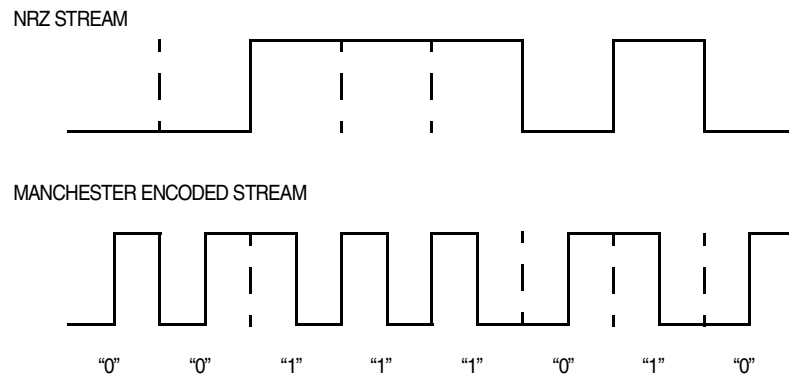 NRZ STREAM
MANCHESTER ENCODED STREAM
“0” “0” “1” “1” “1” “0” “1” “0”